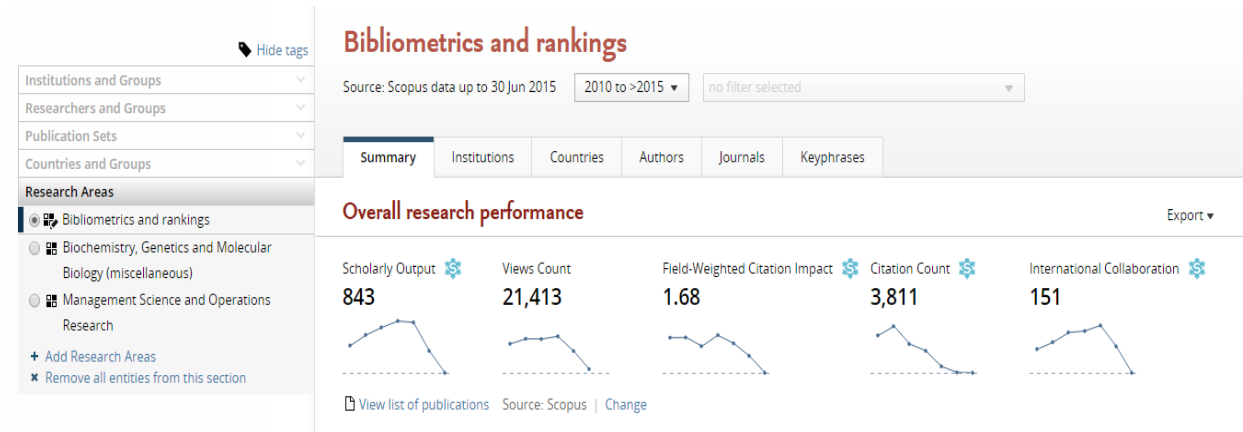 Hide tags
Institutions and Groups
Researchers and Groups
Publication Sets
Countries and Groups
Research Areas
Bibliometrics and rankings
Biochemistry, Genetics and Molecular
Biology (miscellaneous)
Management Science and Operations
Research
+ Add Research Areas
× Remove all entities from this section
Bibliometrics and rankings
Source: Scopus data up to 30 Jun 2015 2010 to >2015 no filter selected
Summary Institutions Countries Authors Journals Keyphrases
Overall research performance Export
Scholarly Output Views Count Field-Weighted Citation Impact Citation Count International Collaboration
843 21,413 1.68 3,811 151
View list of publications Source: Scopus | Change